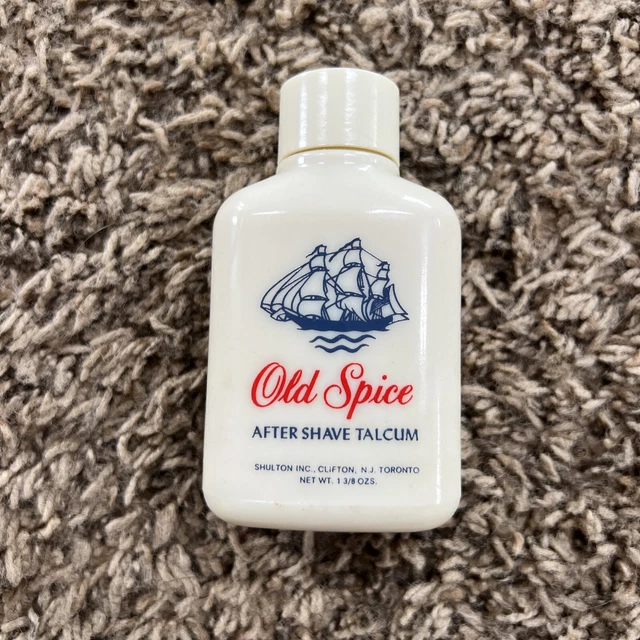 Old Spice
AFTER SHAVE TALCUM
SHULTON INC., CLIFTON, N.J. TORONTO
NET WT. 1 3/8 OZS.